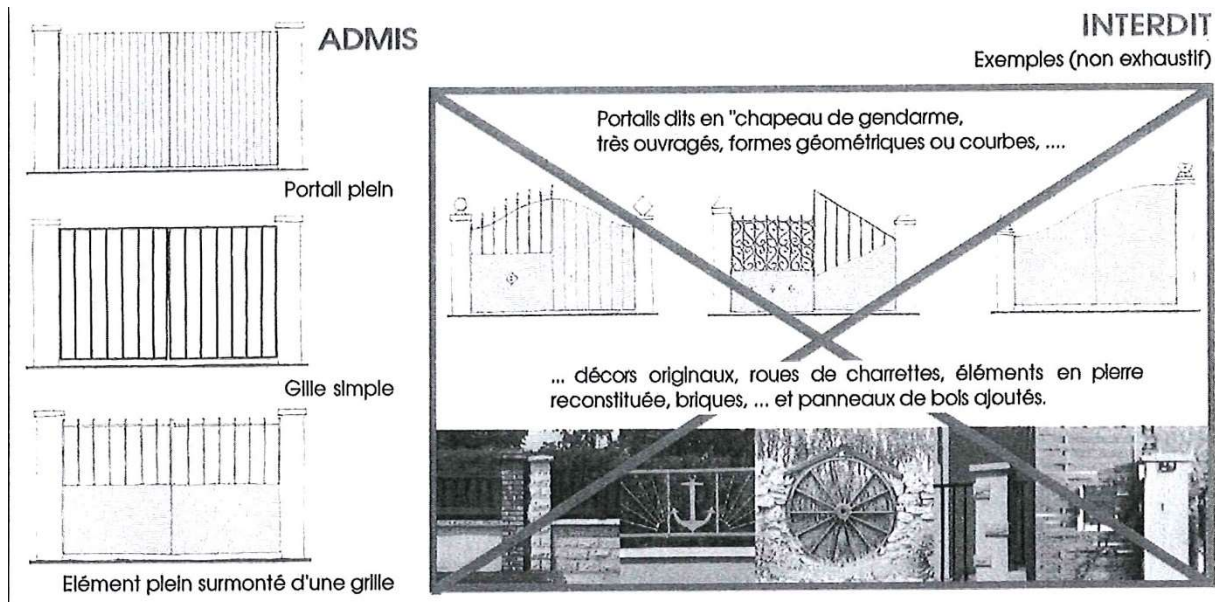 ADMIS
Portail plein
Gille simple
Elément plein surmonté d'une grille
INTERDIT
Exemples (non exhaustif)
Portails dits en "chapeau de gendarme,
très ouvragés, formes géométriques ou courbes, ....
... décors originaux, roues de charrettes, éléments en pierre
reconstituée, briques, ... et panneaux de bois ajoutés.